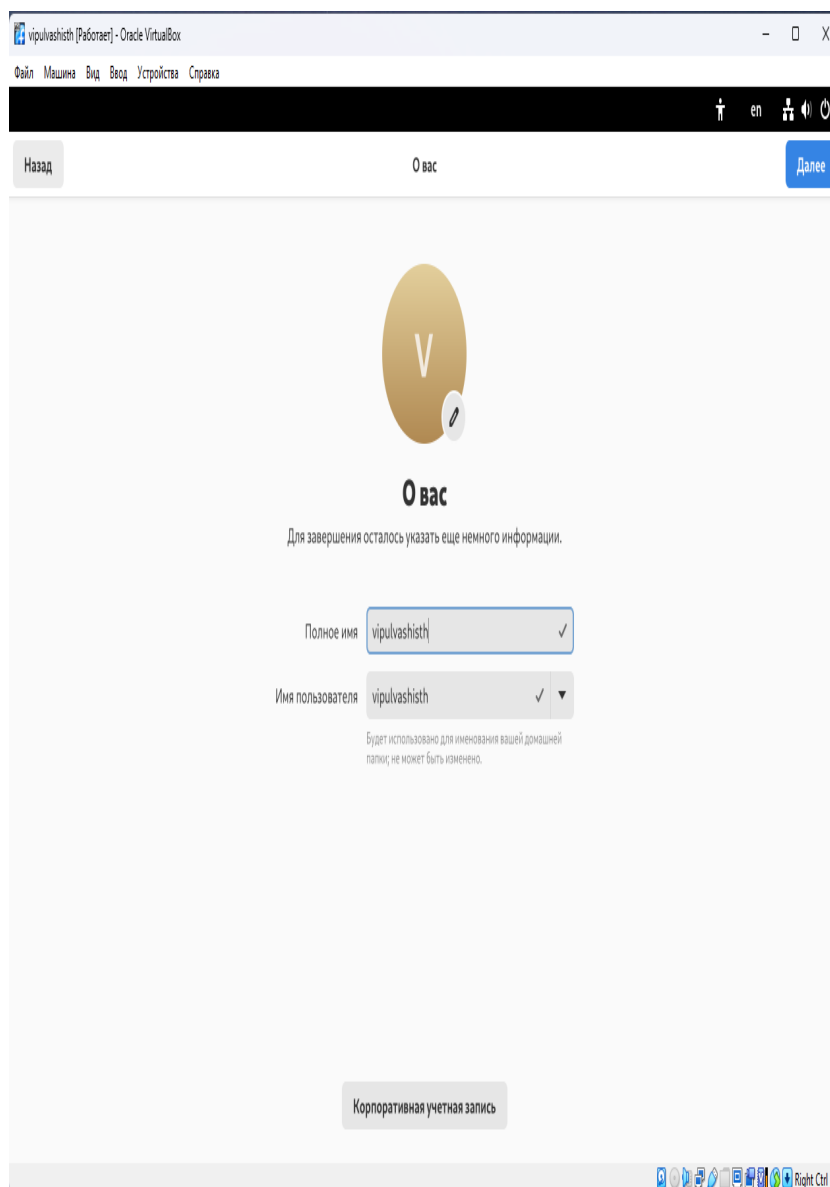 vipulvashisth [Работает] - Oracle VirtualBox
Файл Машина Вид Ввод Устройства Справка
en
Назад
О вас
Далее
V
О вас
Для завершения осталось указать еще немного информации.
Полное имя vipulvashisth
Имя пользователя vipulvashisth
Будет использовано для именования вашей домашней
папки; не может быть изменено.
Корпоративная учетная запись
Right Ctrl